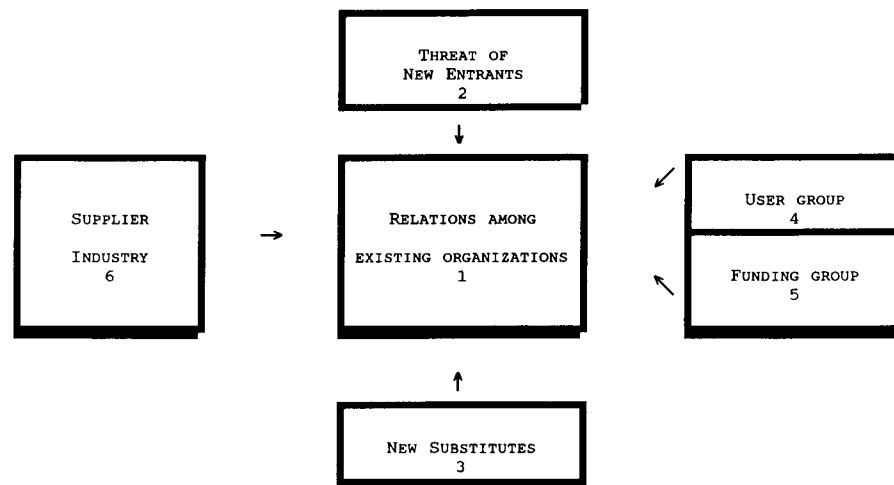 THREAT OF
NEW ENTRANTS
2
SUPPLIER
INDUSTRY
6
RELATIONS AMONG
EXISTING ORGANIZATIONS
1
USER GROUP
4
FUNDING GROUP
5
NEW SUBSTITUTES
3